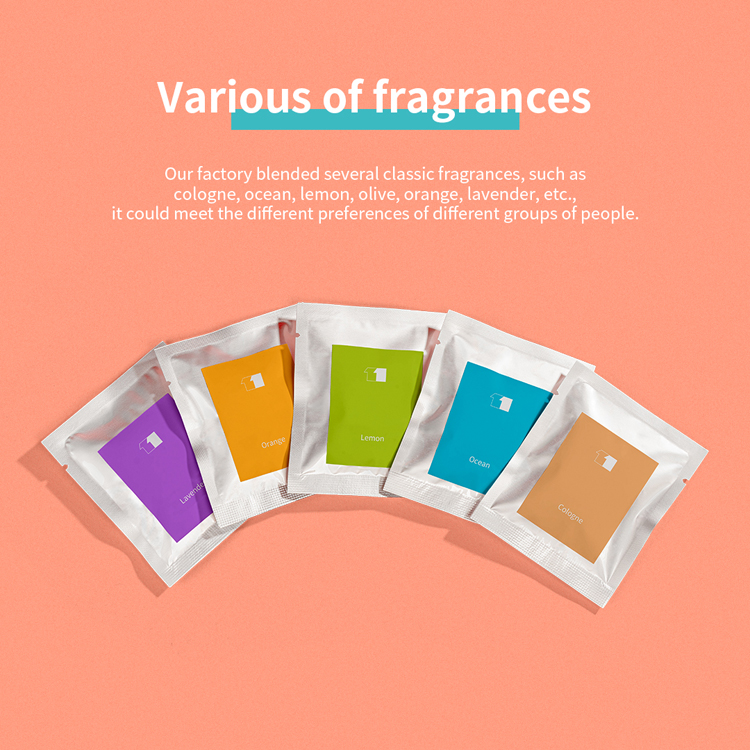 Various of fragrances
Our factory blended several classic fragrances, such as
cologne, ocean, lemon, olive, orange, lavender, etc.,
it could meet the different preferences of different groups of people.
Lavende
Orange
Lemon
Ocean
Cologne